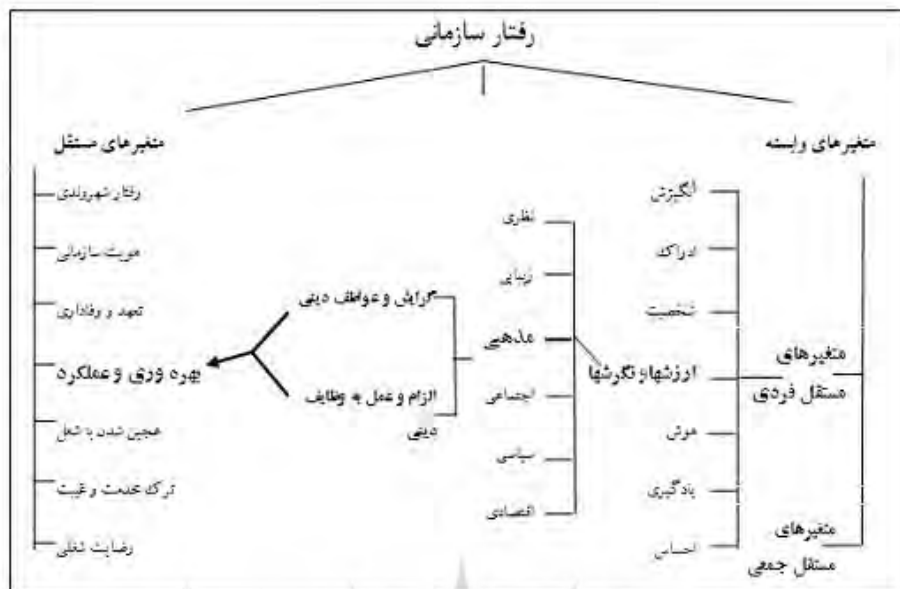 رفتار سازمانی
متغیرهای وابسته
متغیرهای مستقل فردی
متغیرهای مستقل جمعی
انگیزش
ادراک
شخصیت
ارزشها و نگرشها
هوش
یادگیری
احساس
نظری
زیبایی
مذهبی
اجتماعی
سیاسی
اقتصادی
گرایش و عواطف دینی
الزام و عمل به وظایف
دینی
متغیرهای مستقل
رفتار شهروندی
هویت سازمانی
تعهد و وفاداری
بهره وری و عملکرد
عجین شدن با شغل
ترک خدمت و غیبت
رضایت شغلی